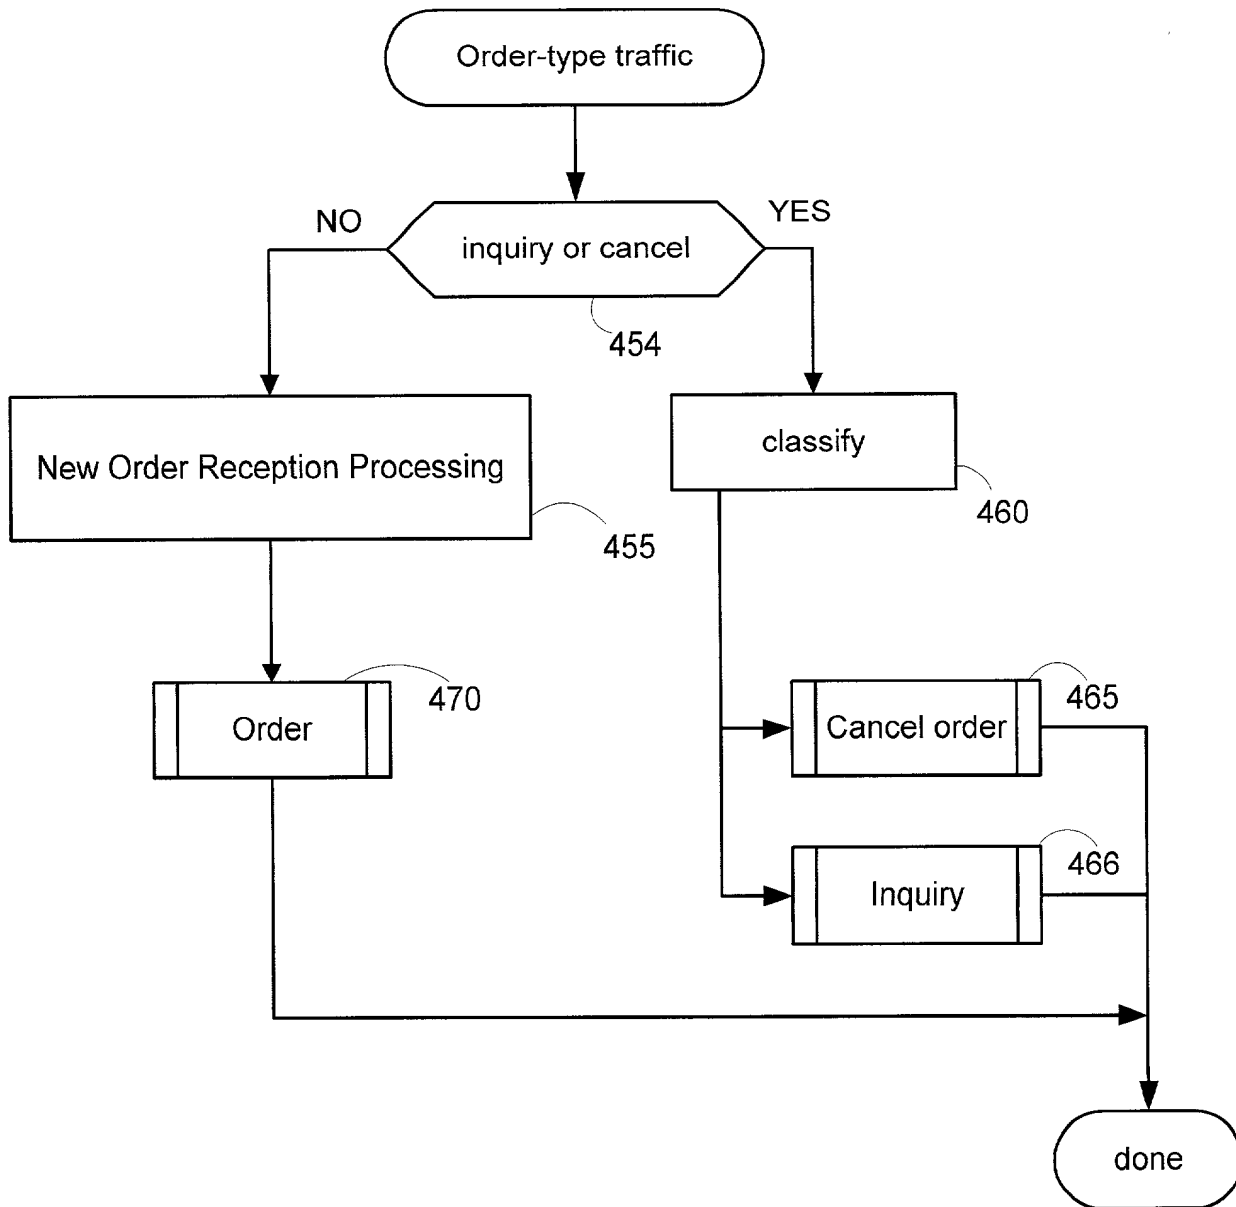 Order-type traffic
NO
YES
inquiry or cancel
454
New Order Reception Processing
455
classify
460
470
Order
465
Cancel order
466
Inquiry
done